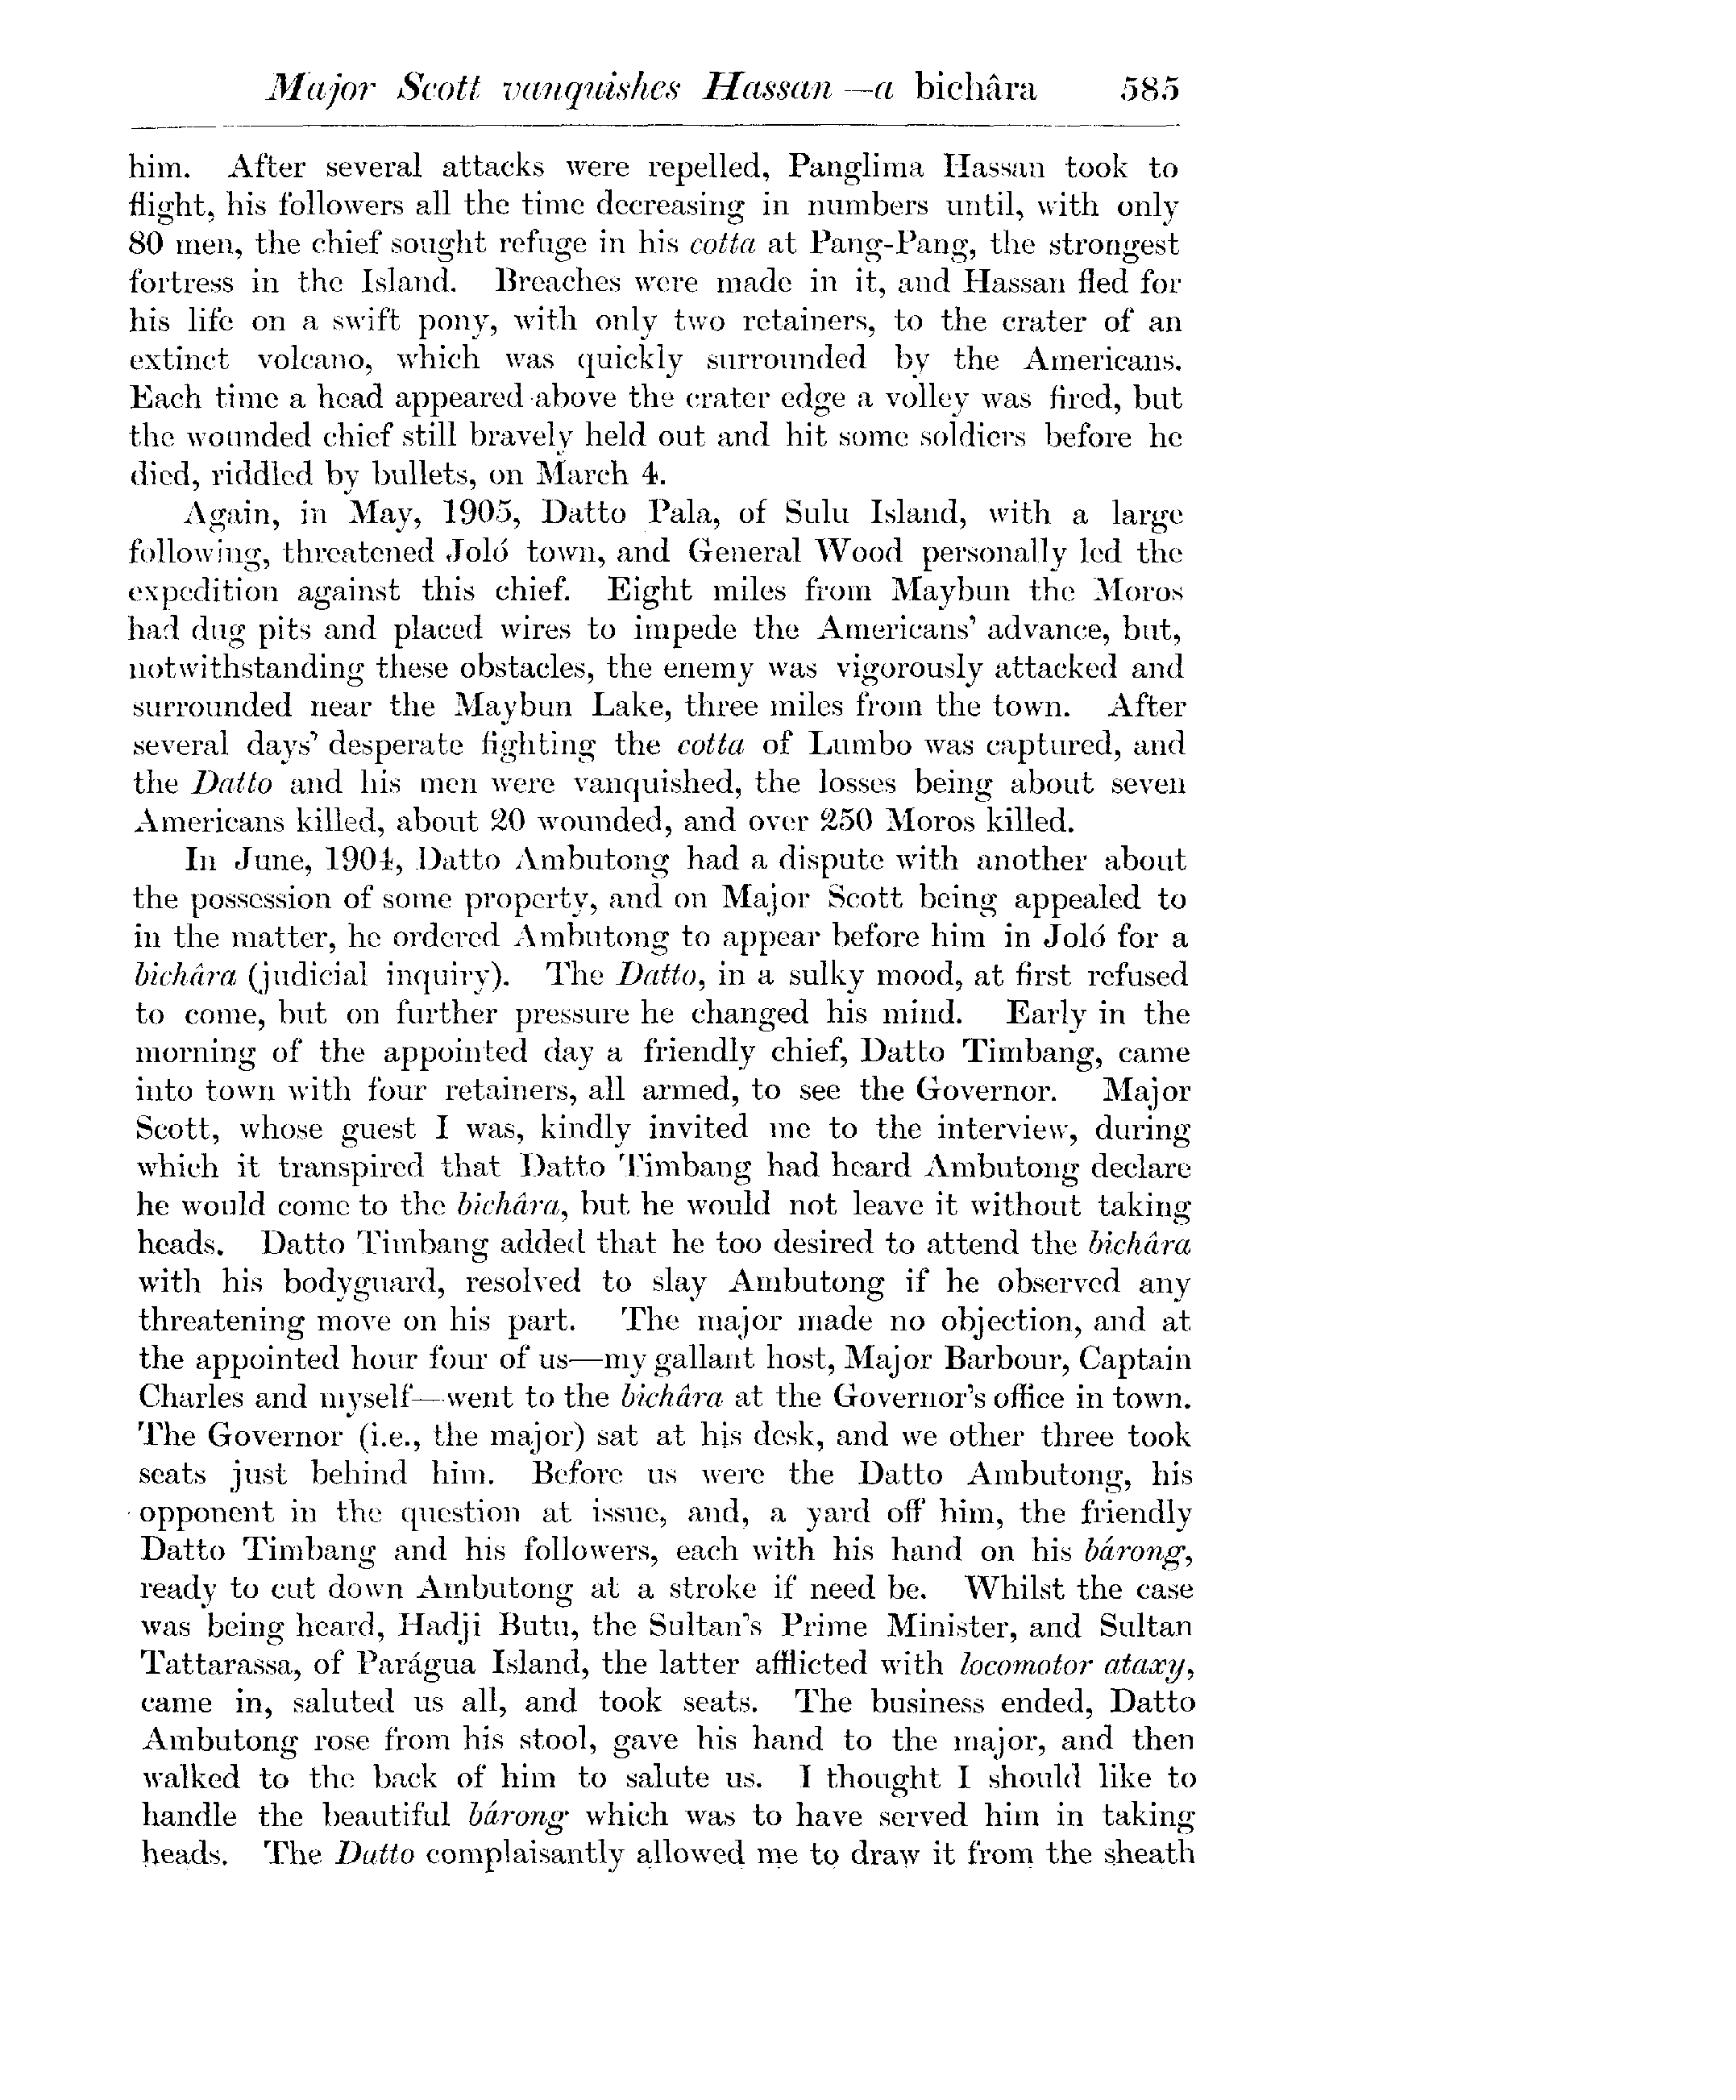 Major Scott vanquishes Hassan—a bichâra 585
him. After several attacks were repelled, Panglima Hassan took to
flight, his followers all the time decreasing in numbers until, with only
80 men, the chief sought refuge in his cotta at Pang-Pang, the strongest
fortress in the Island. Breaches were made in it, and Hassan fled for
his life on a swift pony, with only two retainers, to the crater of an
extinct volcano, which was quickly surrounded by the Americans.
Each time a head appeared above the crater edge a volley was fired, but
the wounded chief still bravely held out and hit some soldiers before he
died, riddled by bullets, on March 4.
Again, in May, 1905, Datto Pala, of Sulu Island, with a large
following, threatened Joló town, and General Wood personally led the
expedition against this chief. Eight miles from Maybun the Moros
had dug pits and placed wires to impede the Americans' advance, but,
notwithstanding these obstacles, the enemy was vigorously attacked and
surrounded near the Maybun Lake, three miles from the town. After
several days' desperate fighting the cotta of Lumbo was captured, and
the Datto and his men were vanquished, the losses being about seven
Americans killed, about 20 wounded, and over 250 Moros killed.
In June, 1904, Datto Ambutong had a dispute with another about
the possession of some property, and on Major Scott being appealed to
in the matter, he ordered Ambutong to appear before him in Joló for a
bichâra (judicial inquiry). The Datto, in a sulky mood, at first refused
to come, but on further pressure he changed his mind. Early in the
morning of the appointed day a friendly chief, Datto Timbang, came
into town with four retainers, all armed, to see the Governor. Major
Scott, whose guest I was, kindly invited me to the interview, during
which it transpired that Datto Timbang had heard Ambutong declare
he would come to the bichâra, but he would not leave it without taking
heads. Datto Timbang added that he too desired to attend the bichâra
with his bodyguard, resolved to slay Ambutong if he observed any
threatening move on his part. The major made no objection, and at
the appointed hour four of us—my gallant host, Major Barbour, Captain
Charles and myself—went to the bichâra at the Governor's office in town.
The Governor (i.e., the major) sat at his desk, and we other three took
seats just behind him. Before us were the Datto Ambutong, his
opponent in the question at issue, and, a yard off him, the friendly
Datto Timbang and his followers, each with his hand on his bárong,
ready to cut down Ambutong at a stroke if need be. Whilst the case
was being heard, Hadji Butu, the Sultan's Prime Minister, and Sultan
Tattarassa, of Parágua Island, the latter afflicted with locomotor ataxy,
came in, saluted us all, and took seats. The business ended, Datto
Ambutong rose from his stool, gave his hand to the major, and then
walked to the back of him to salute us. I thought I should like to
handle the beautiful bárong which was to have served him in taking
heads. The Datto complaisantly allowed me to draw it from the sheath